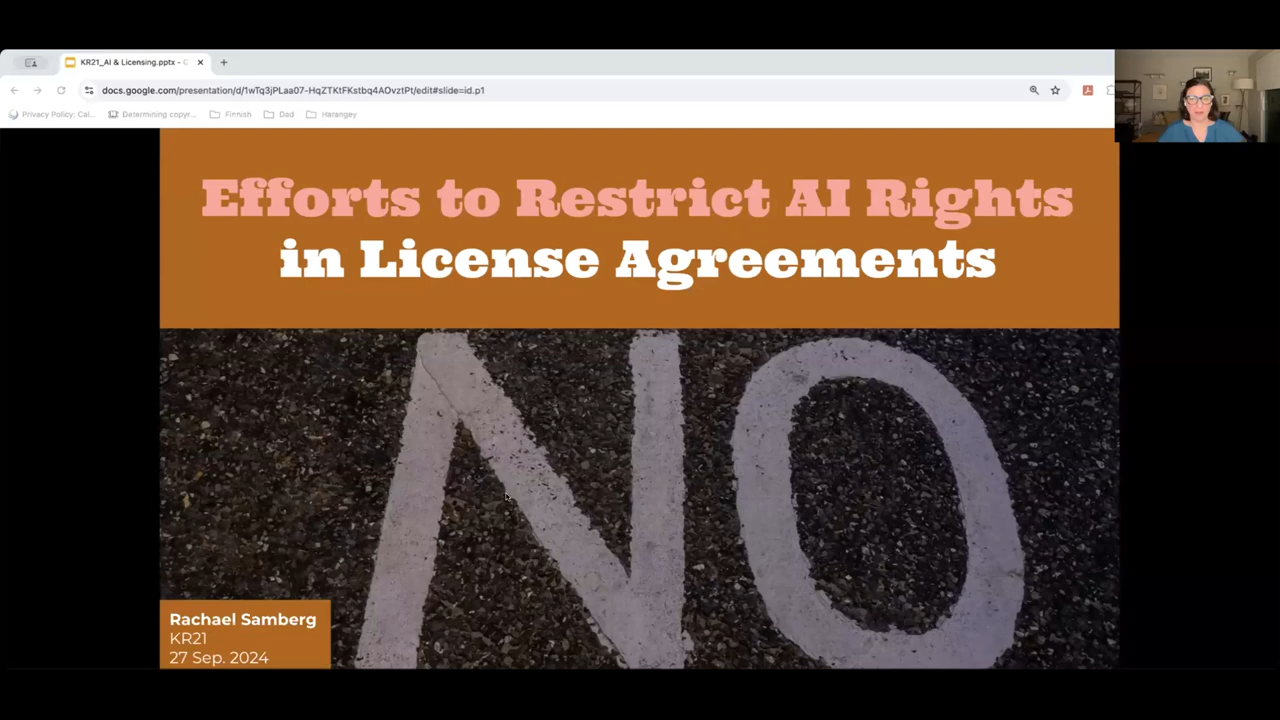 KR21_AI & Licensing.pptx - G
docs.google.com/presentation/d/1wTq3jPLaa07-HqZTKtFKstbq4AOvztPt/edit#slide=id.p1
Privacy Policy: Cal...
Determining copyr...
Finnish
Dad
Harangey
Efforts to Restrict AI Rights
in License Agreements
NO
Rachael Samberg
KR21
27 Sep. 2024